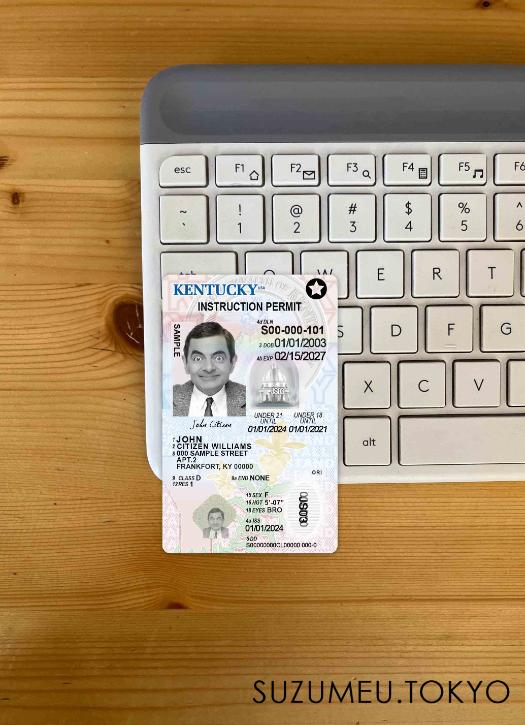 esc F1 F2 F3 F4 F5 F6
~ ! @ # $ % ^
` 1 2 3 4 5 6
tab Q W E R T
KENTUCKY USA
INSTRUCTION PERMIT
SAMPLE
4d DLN
S00-000-101
3 DOB 01/01/2003
4b EXP 02/15/2027
S D F G
X C V
alt
John Citizen
UNDER 21 UNDER 18
UNTIL UNTIL
01/01/2024 01/01/2021
1 JOHN
2 CITIZEN WILLIAMS
8 000 SAMPLE STREET
APT.2
FRANKFORT, KY 00000
ORI
9 CLASS D 9a END NONE
12 RES 1
15 SEX F
16 HGT 5'-07"
18 EYES BRO
4a ISS
01/01/2024
5 DD
SUZUMEU.TOKYO